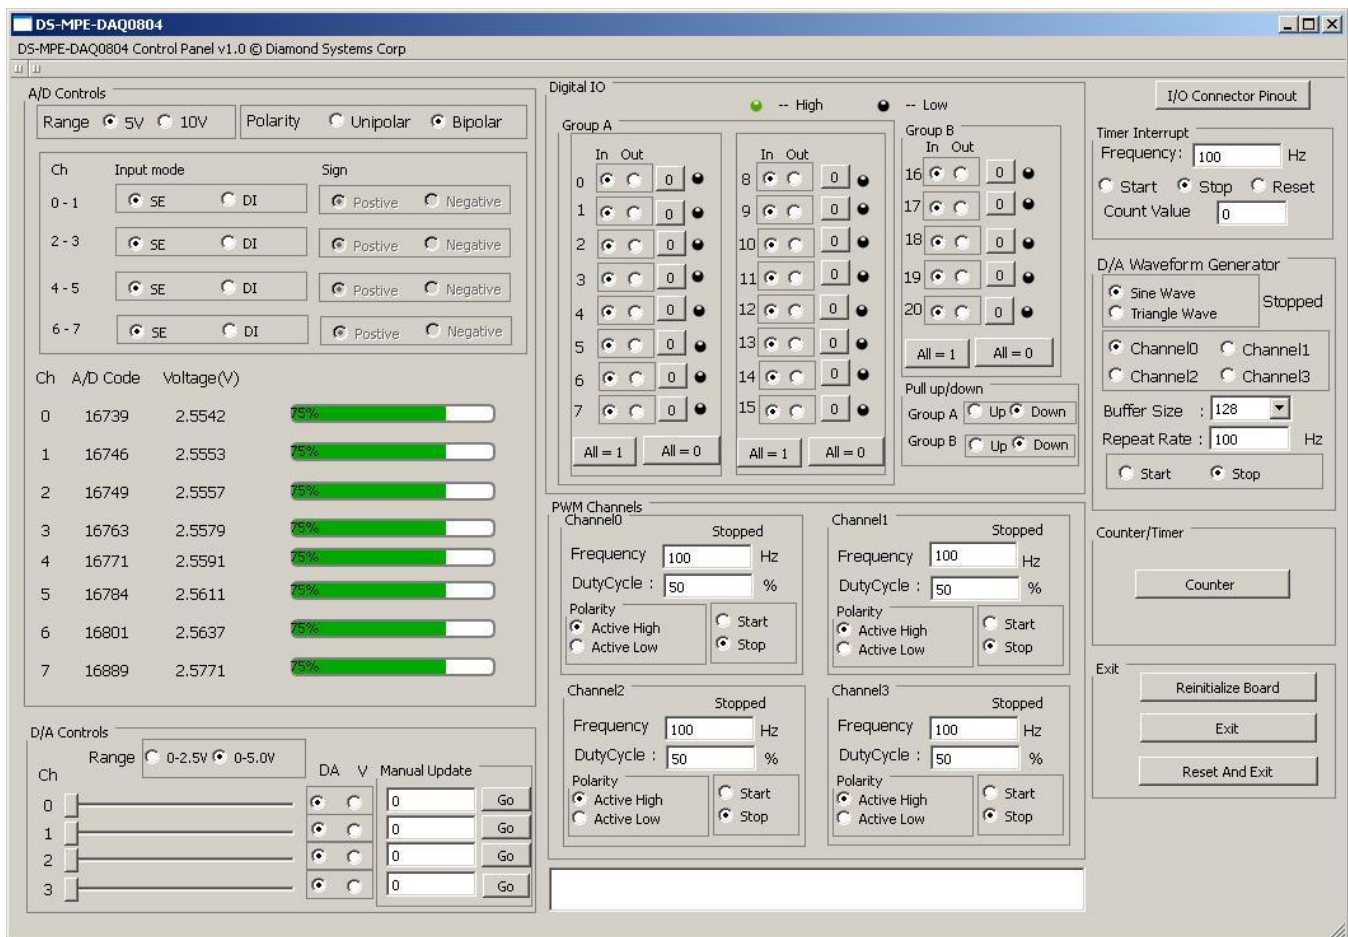 DS-MPE-DAQ0804
DS-MPE-DAQ0804 Control Panel v1.0 © Diamond Systems Corp
A/D Controls
Range 5V 10V Polarity Unipolar Bipolar
Ch Input mode Sign
0 - 1 SE DI Postive Negative
2 - 3 SE DI Postive Negative
4 - 5 SE DI Postive Negative
6 - 7 SE DI Postive Negative
Ch A/D Code Voltage(V)
0 16739 2.5542 75%
1 16746 2.5553 75%
2 16749 2.5557 75%
3 16763 2.5579 75%
4 16771 2.5591 75%
5 16784 2.5611 75%
6 16801 2.5637 75%
7 16889 2.5771 75%
D/A Controls
Range 0-2.5V 0-5.0V
Ch DA V Manual Update
0 0 Go
1 0 Go
2 0 Go
3 0 Go
Digital IO
-- High -- Low
Group A
In Out In Out
0 0 8 0
1 0 9 0
2 0 10 0
3 0 11 0
4 0 12 0
5 0 13 0
6 0 14 0
7 0 15 0
All = 1 All = 0 All = 1 All = 0
Group B
In Out
16 0
17 0
18 0
19 0
20 0
All = 1 All = 0
Pull up/down
Group A Up Down
Group B Up Down
PWM Channels
Channel0
Stopped
Frequency 100 Hz
DutyCycle : 50 %
Polarity
Active High Start
Active Low Stop
Channel1
Stopped
Frequency 100 Hz
DutyCycle : 50 %
Polarity
Active High Start
Active Low Stop
Channel2
Stopped
Frequency 100 Hz
DutyCycle : 50 %
Polarity
Active High Start
Active Low Stop
Channel3
Stopped
Frequency 100 Hz
DutyCycle : 50 %
Polarity
Active High Start
Active Low Stop
I/O Connector Pinout
Timer Interrupt
Frequency: 100 Hz
Start Stop Reset
Count Value 0
D/A Waveform Generator
Sine Wave
Triangle Wave
Stopped
Channel0 Channel1
Channel2 Channel3
Buffer Size : 128
Repeat Rate : 100 Hz
Start Stop
Counter/Timer
Counter
Exit
Reinitialize Board
Exit
Reset And Exit